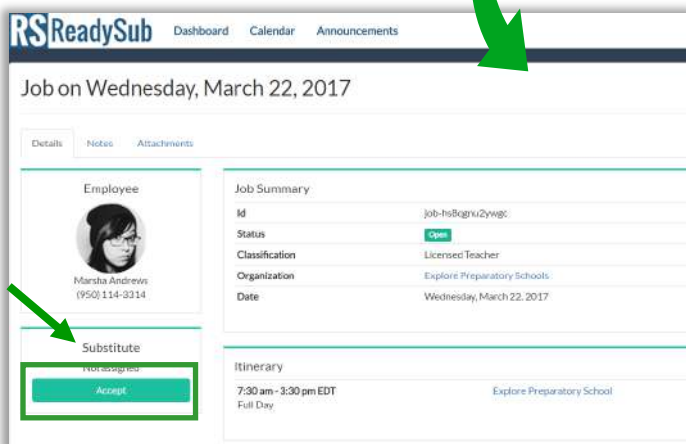 RS ReadySub Dashboard Calendar Announcements
Job on Wednesday, March 22, 2017
Details Notes Attachments
Employee
Marsha Andrews
(950) 114-3314
Substitute
Not assigned
Accept
Job Summary
Id job-hs8qgnu2ywgc
Status Open
Classification Licensed Teacher
Organization Explore Preparatory Schools
Date Wednesday, March 22, 2017
Itinerary
7:30 am - 3:30 pm EDT Explore Preparatory School
Full Day